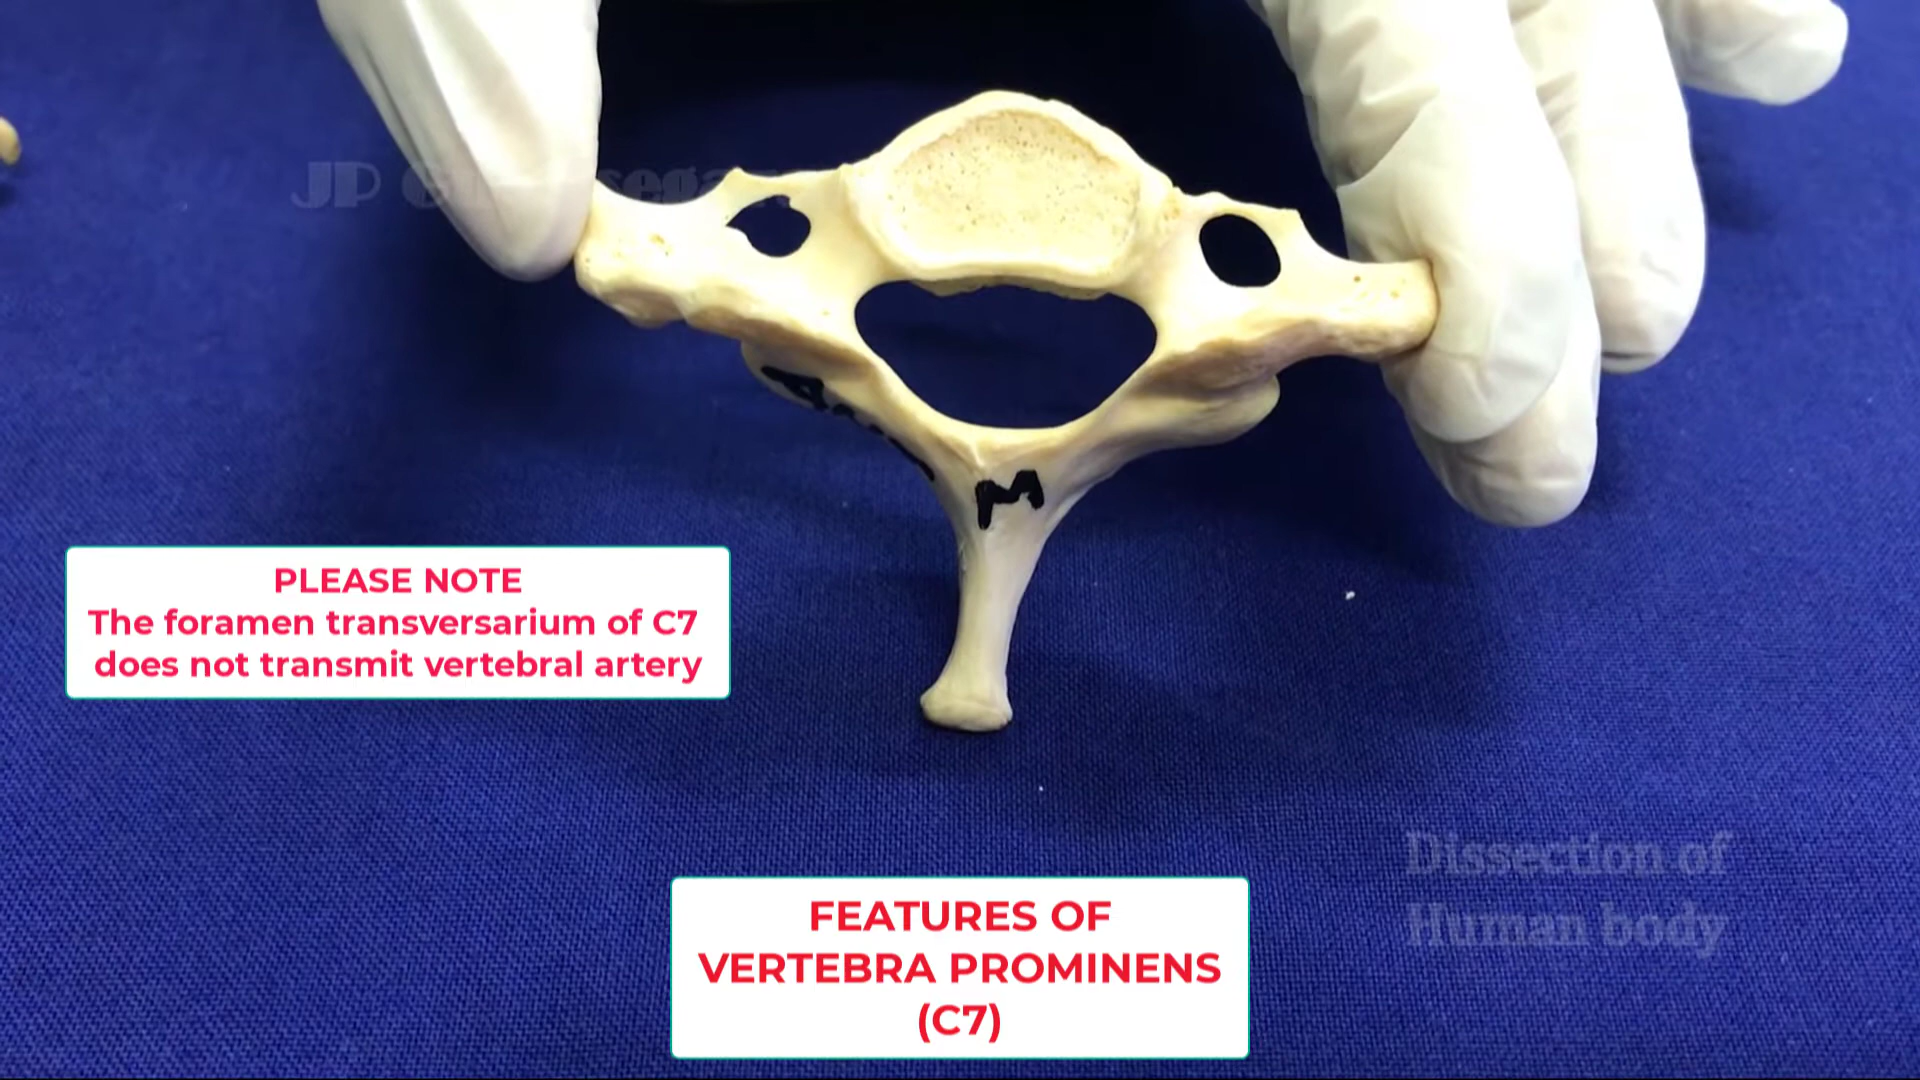 JP
PLEASE NOTE
The foramen transversarium of C7
does not transmit vertebral artery
M
FEATURES OF
VERTEBRA PROMINENS
(C7)
Dissection of
Human body